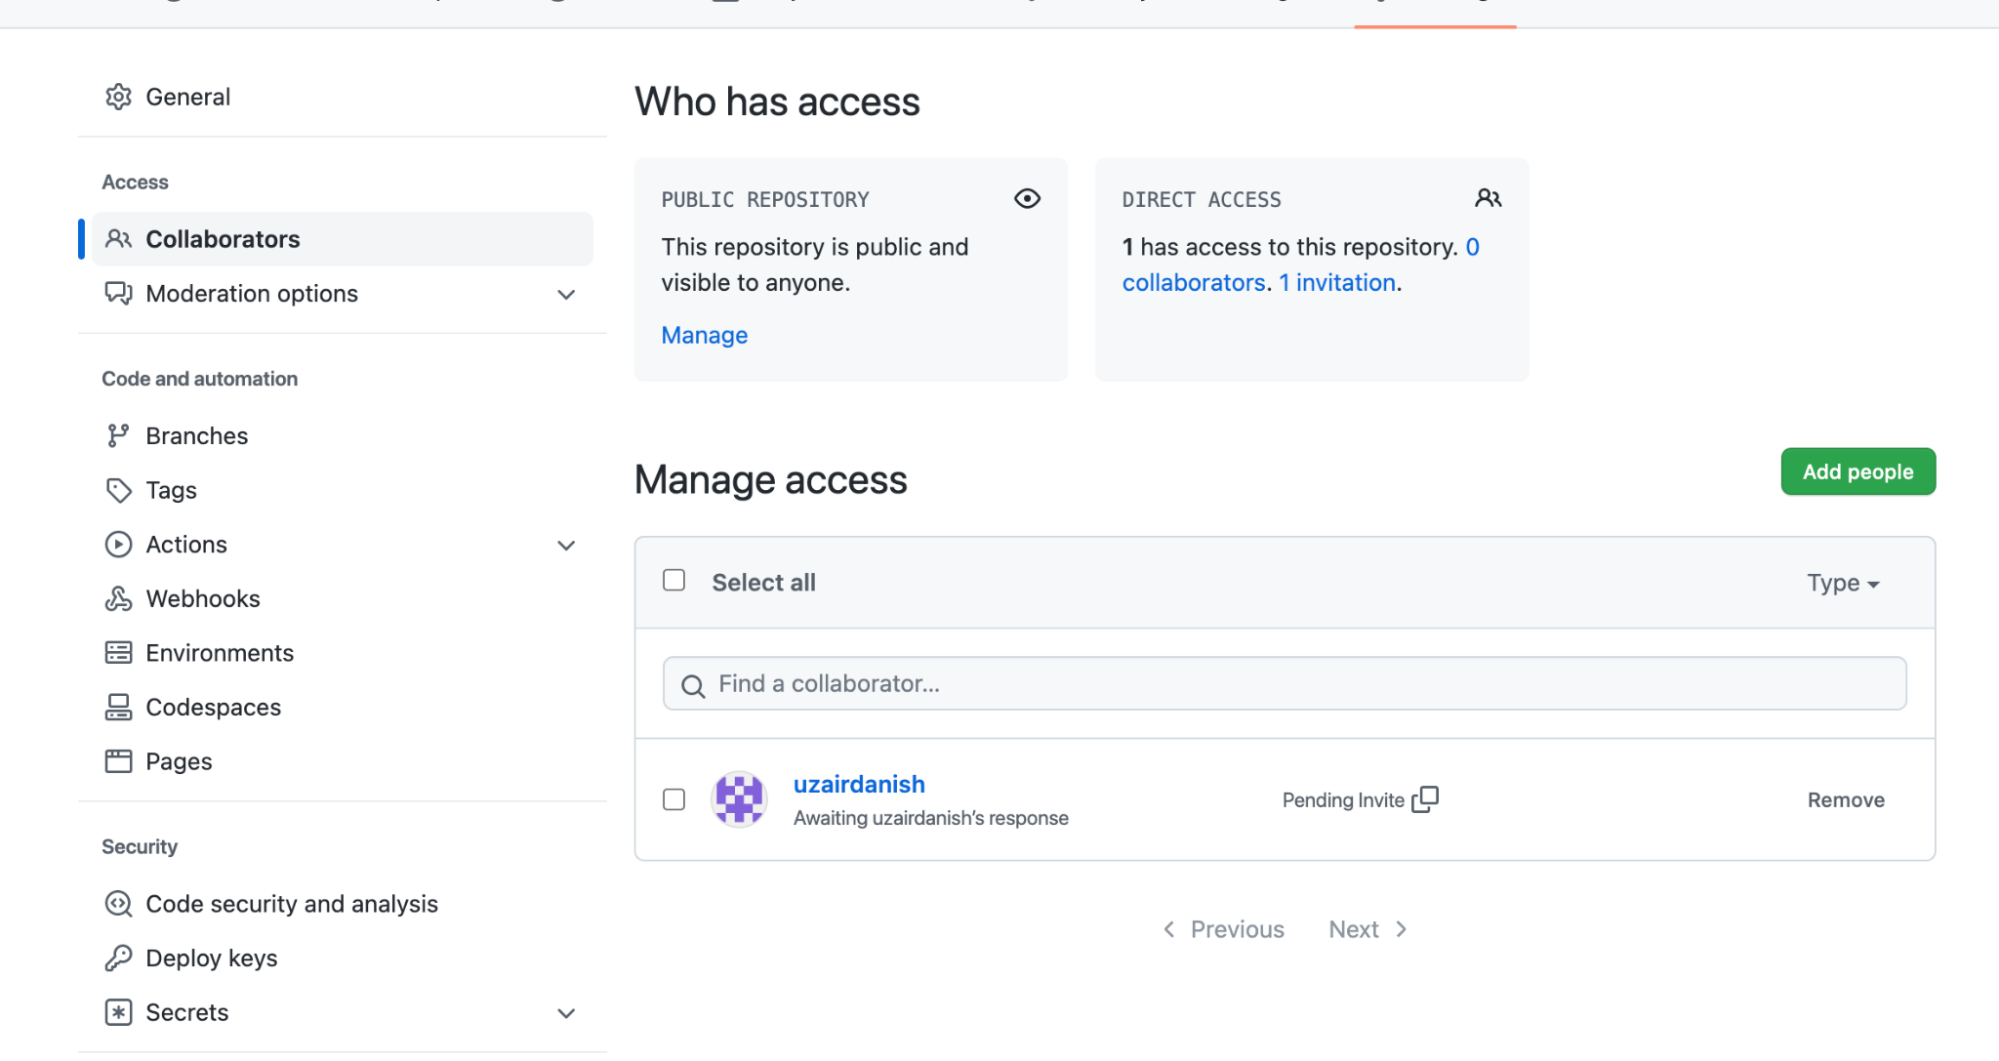 General
Access
Collaborators
Moderation options
Code and automation
Branches
Tags
Actions
Webhooks
Environments
Codespaces
Pages
Security
Code security and analysis
Deploy keys
Secrets
Who has access
PUBLIC REPOSITORY
This repository is public and
visible to anyone.
Manage
DIRECT ACCESS
1 has access to this repository. 0
collaborators. 1 invitation.
Manage access
Add people
Select all
Type
Find a collaborator...
uzairdanish
Awaiting uzairdanish's response
Pending Invite
Remove
Previous Next